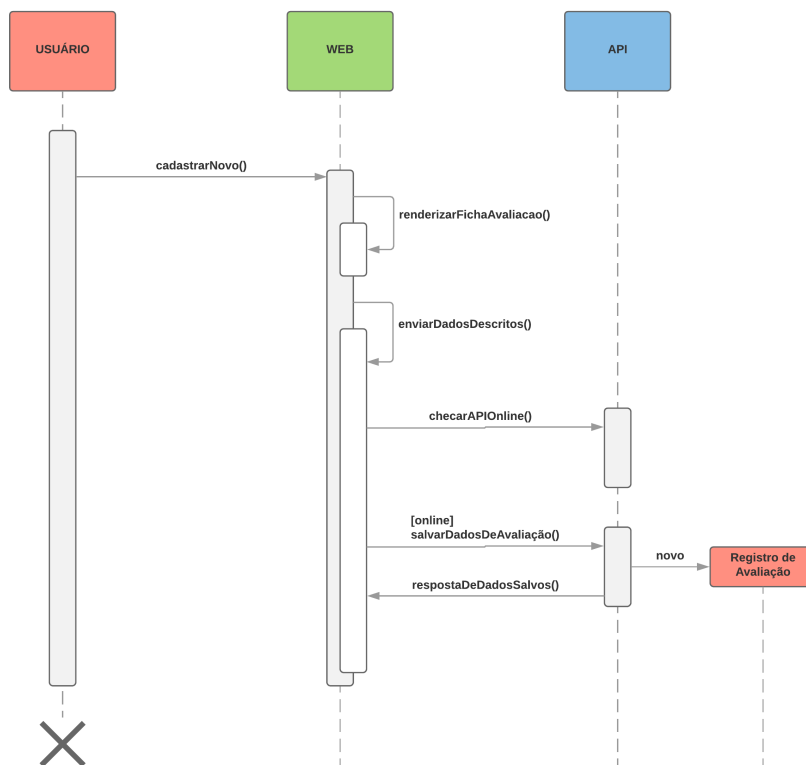 USUÁRIO
WEB
API
cadastrarNovo()
renderizarFichaAvaliacao()
enviarDadosDescritos()
checarAPIOnline()
[online]
salvarDadosDeAvaliação()
novo
Registro de
Avaliação
respostaDeDadosSalvos()